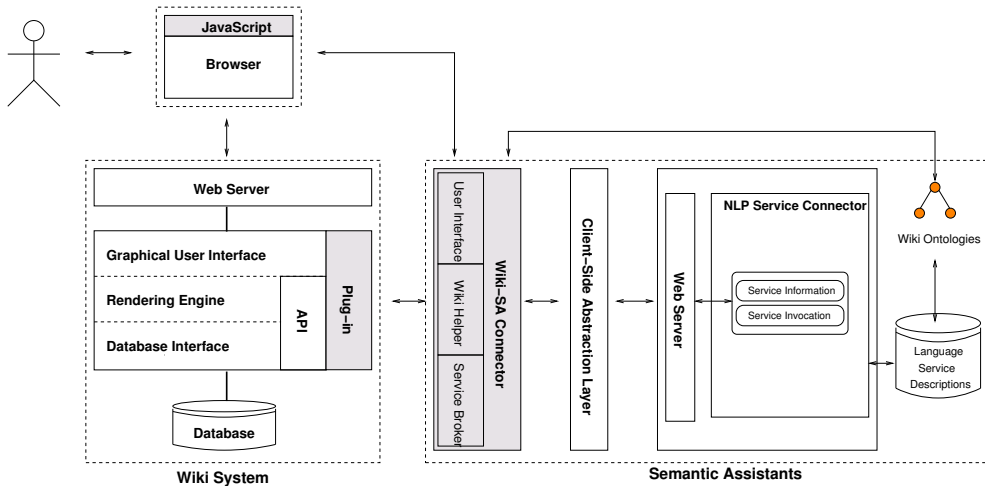 JavaScript
Browser
Web Server
Graphical User Interface
Rendering Engine
Database Interface
API
Plug-in
Database
Wiki System
User Interface
Wiki Helper
Service Broker
Wiki-SA Connector
Client-Side Abstraction Layer
Web Server
NLP Service Connector
Service Information
Service Invocation
Wiki Ontologies
Language
Service
Descriptions
Semantic Assistants